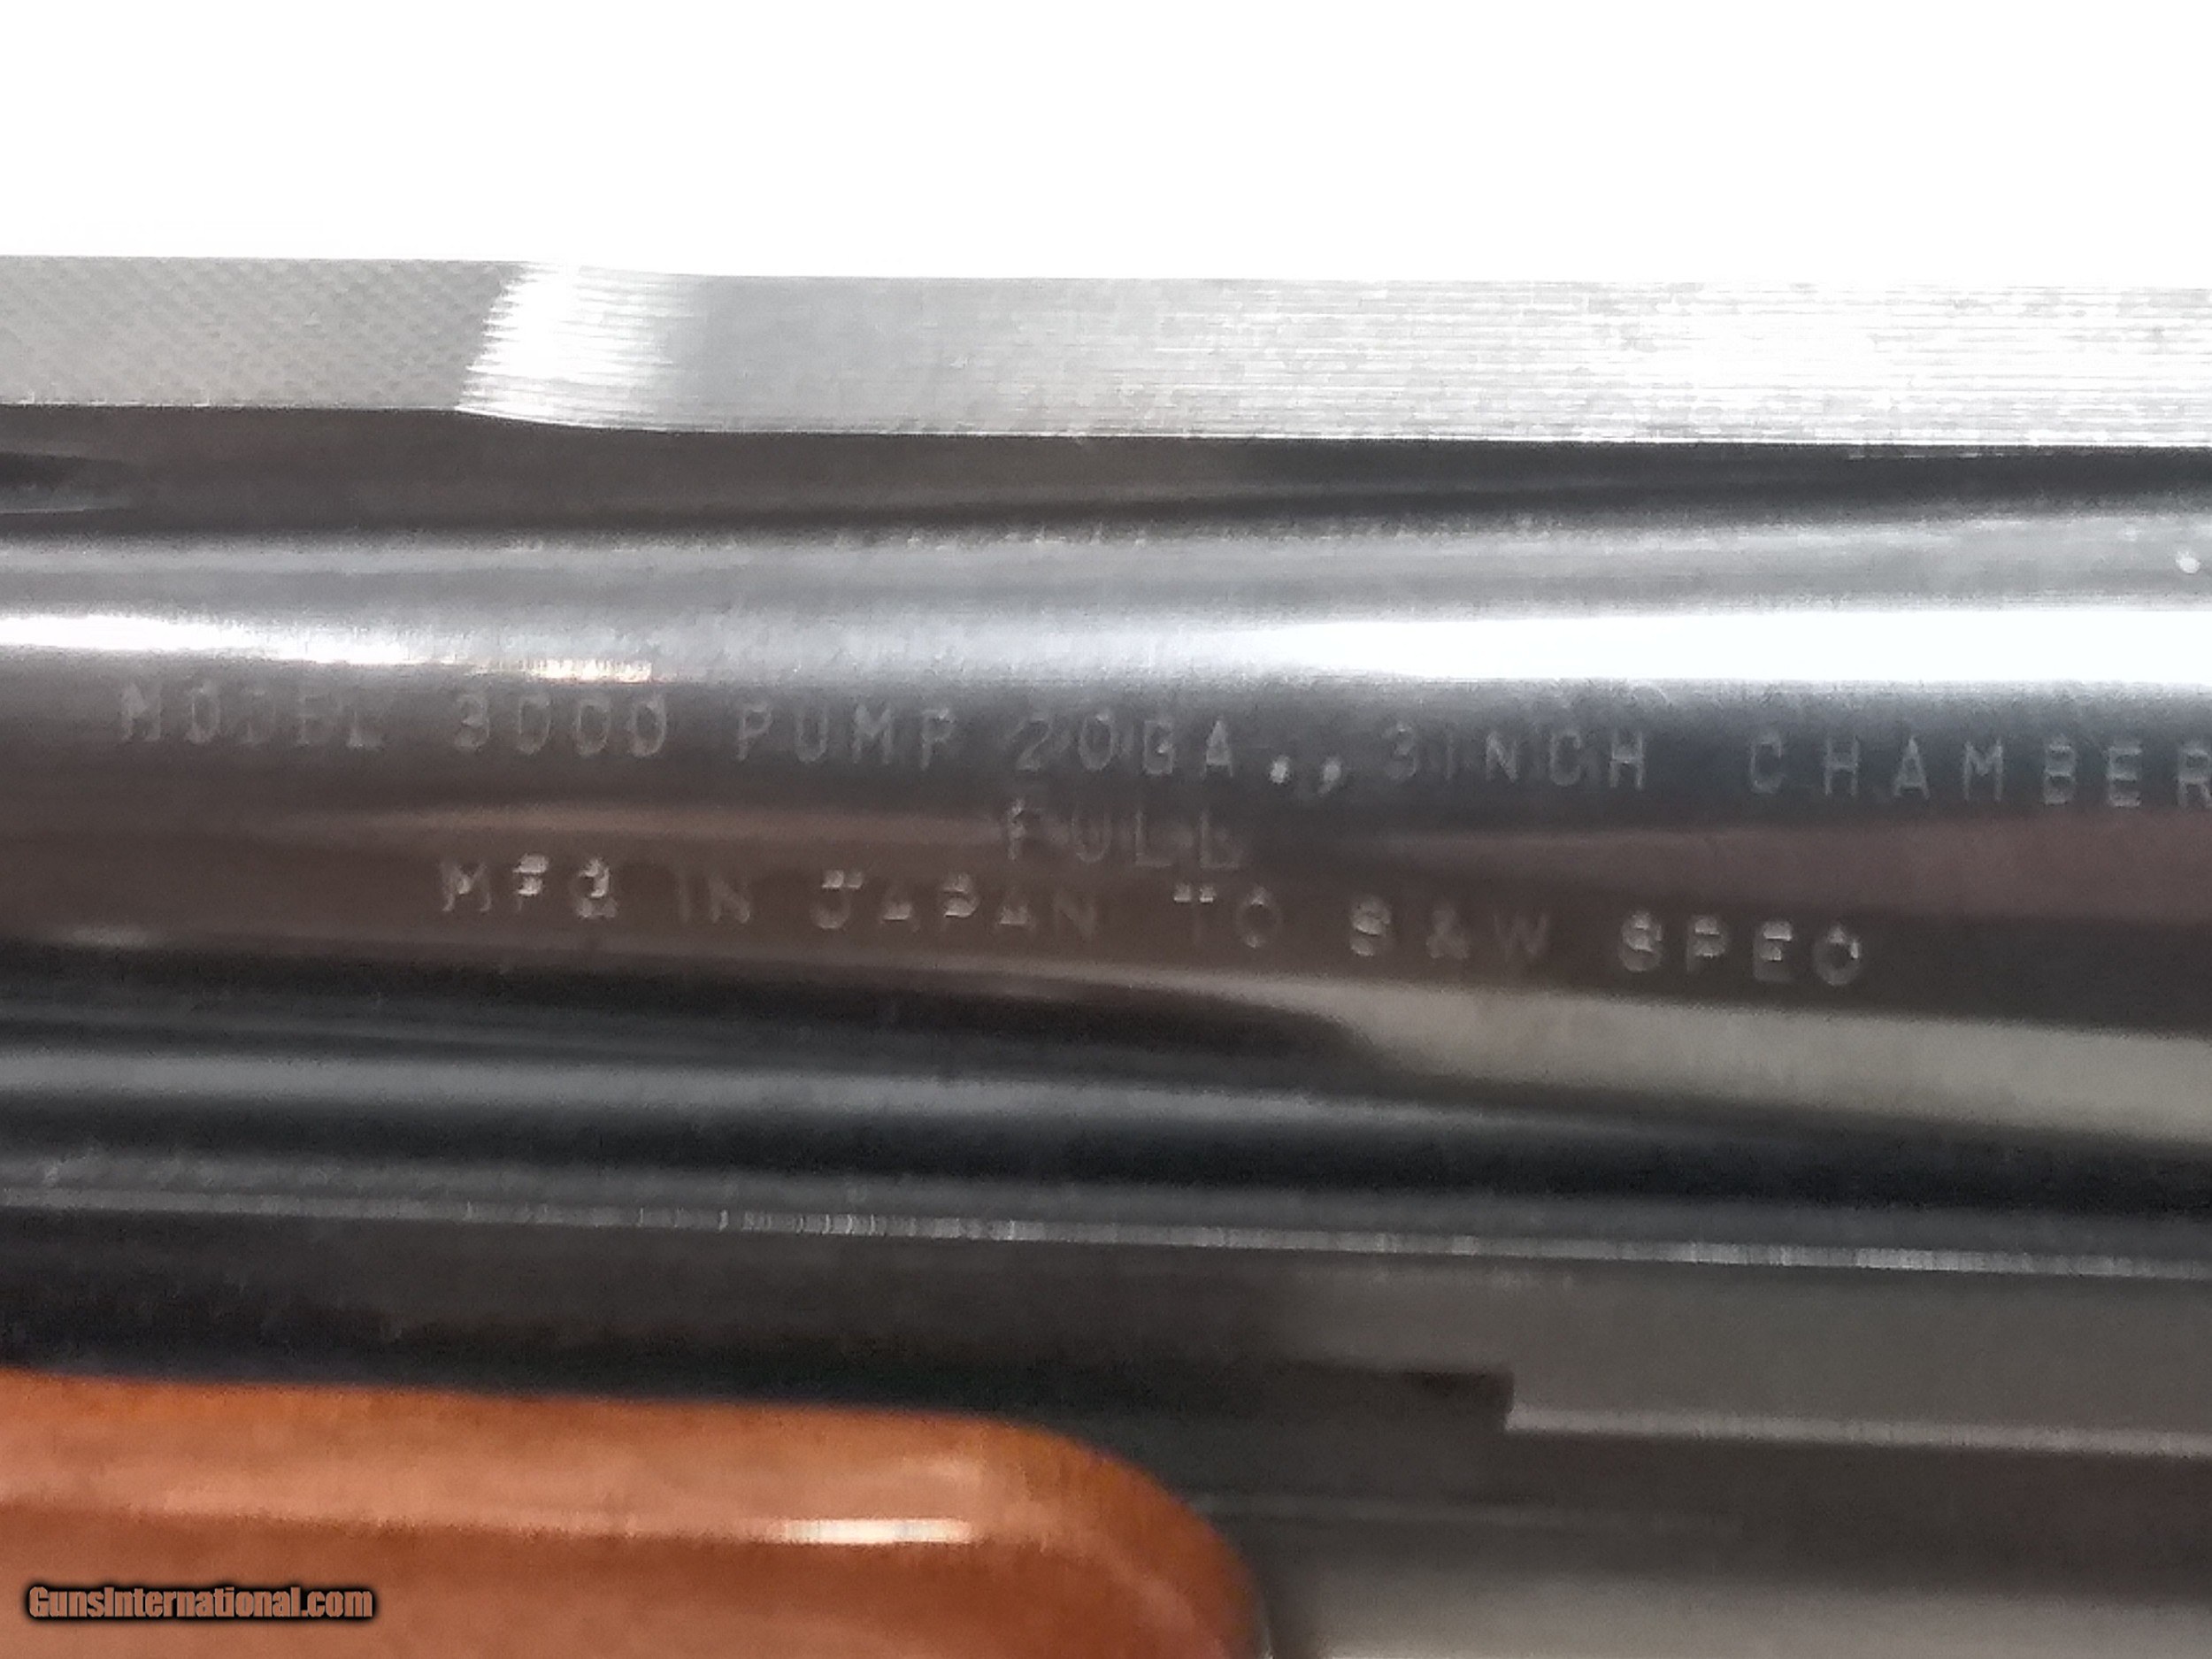 MODEL 3000 PUMP 20GA., 3INCH CHAMBER
FULL
MFG IN JAPAN TO S&W SPEC
GunsInternational.com